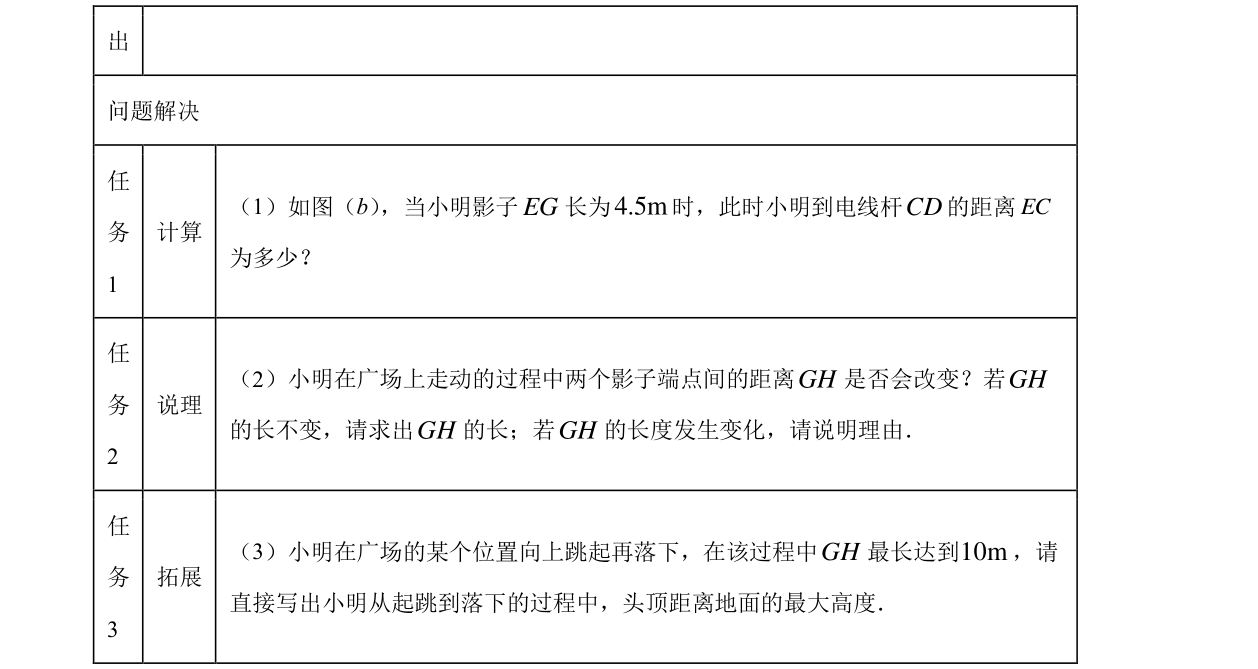 出
问题解决
任务1
计算
（1）如图（b），当小明影子EG长为4.5m时，此时小明到电线杆CD的距离EC
为多少？
任务2
说理
（2）小明在广场上走动的过程中两个影子端点间的距离GH是否会改变？若GH
的长不变，请求出GH的长；若GH的长度发生变化，请说明理由．
任务3
拓展
（3）小明在广场的某个位置向上跳起再落下，在该过程中GH最长达到10m，请
直接写出小明从起跳到落下的过程中，头顶距离地面的最大高度．